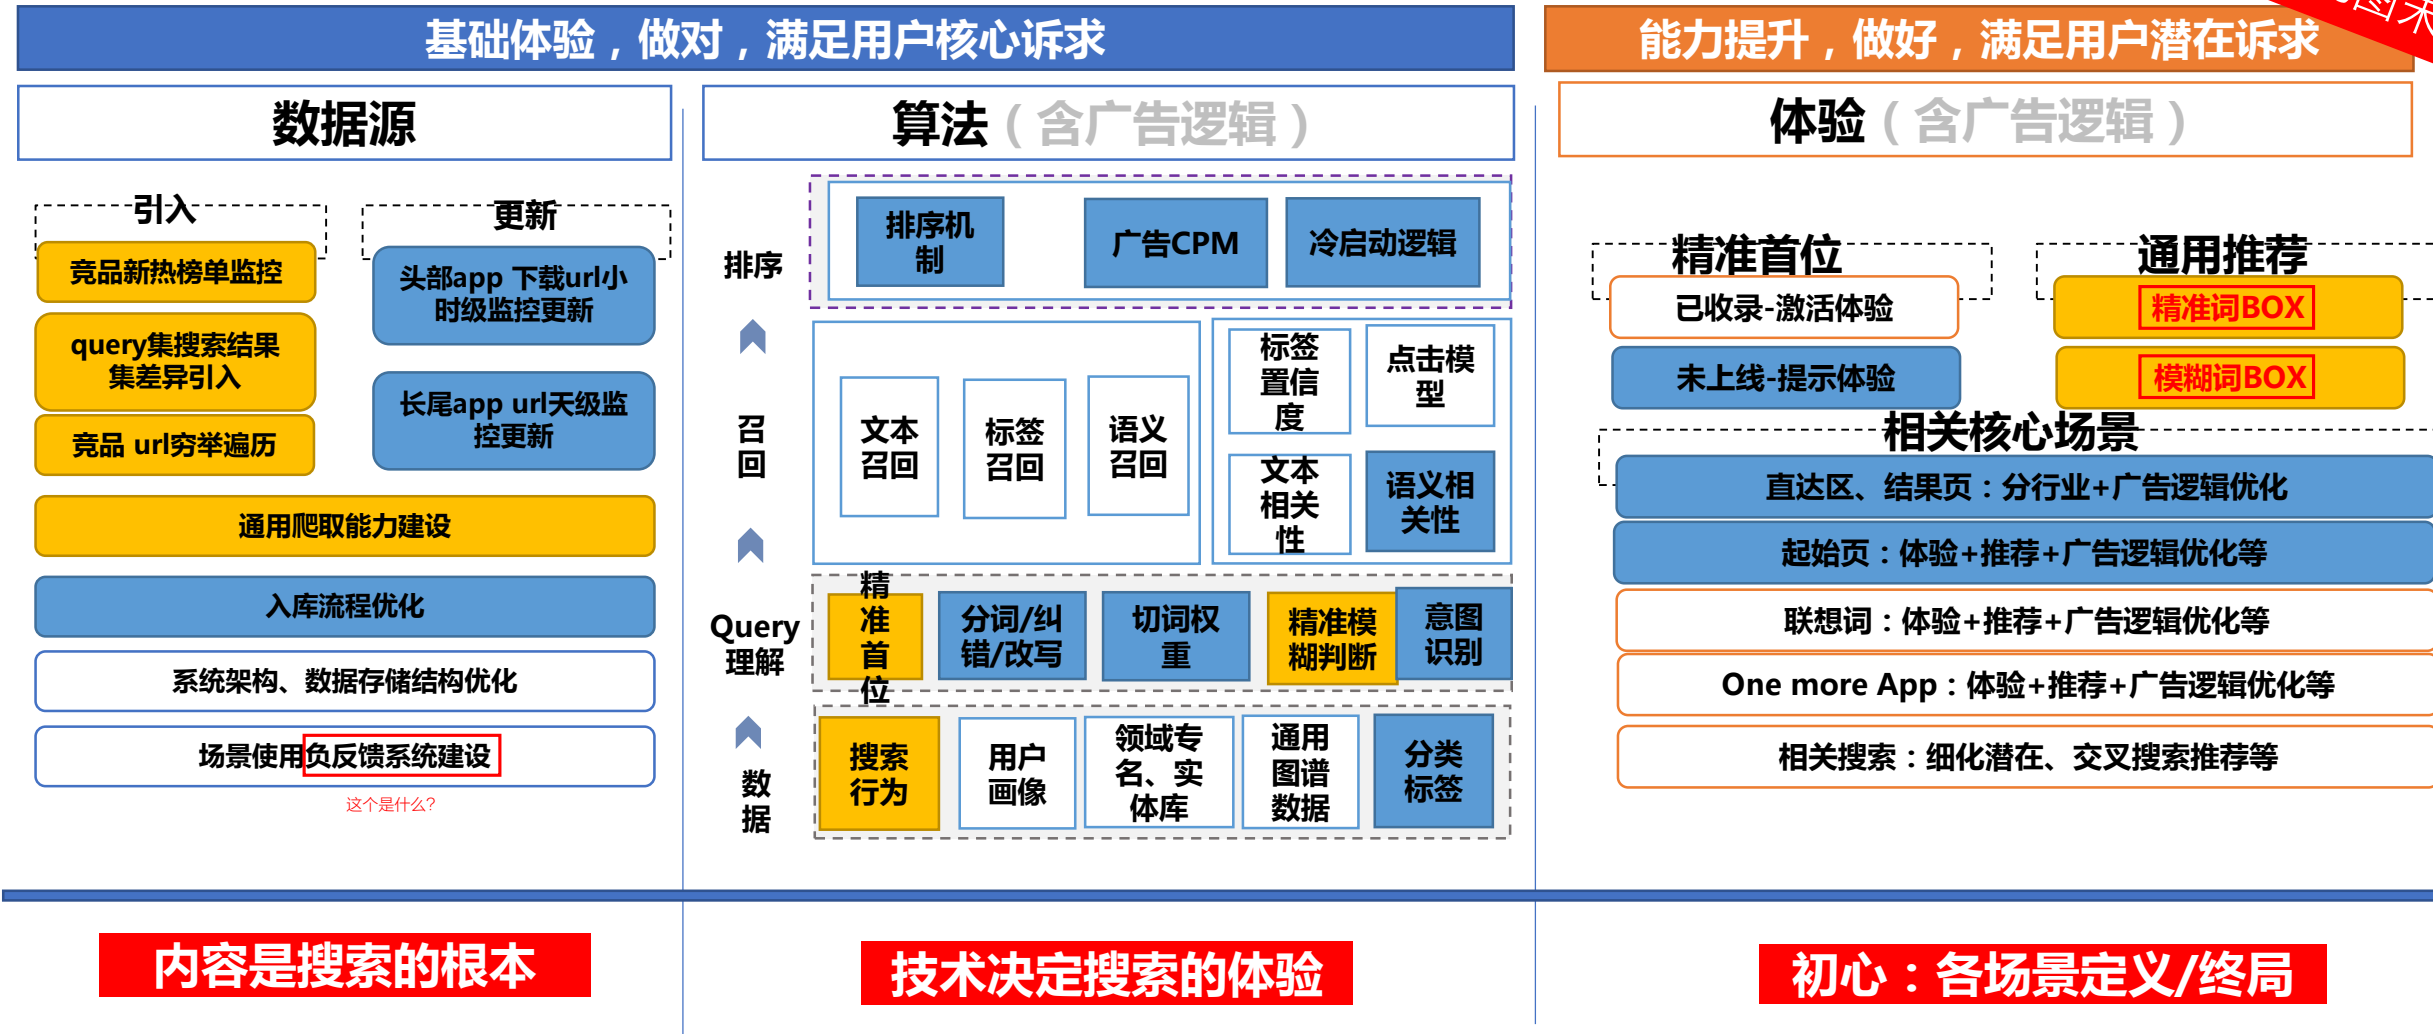 基础体验，做对，满足用户核心诉求
能力提升，做好，满足用户潜在诉求
数据源
引入
更新
竞品新热榜单监控
query集搜索结果
集差异引入
竞品 url穷举遍历
头部app 下载url小
时级监控更新
长尾app url天级监
控更新
通用爬取能力建设
入库流程优化
系统架构、数据存储结构优化
场景使用负反馈系统建设
这个是什么?
算法（含广告逻辑）
排序
排序机
制
广告CPM
冷启动逻辑
召
回
文本
召回
标签
召回
语义
召回
标签
置信
度
点击模
型
文本
相关
性
语义相
关性
Query
理解
精
准
首
位
分词/纠
错/改写
切词权
重
精准模
糊判断
意图
识别
数
据
搜索
行为
用户
画像
领域专
名、实
体库
通用
图谱
数据
分类
标签
体验（含广告逻辑）
精准首位
通用推荐
已收录-激活体验
未上线-提示体验
精准词BOX
模糊词BOX
相关核心场景
直达区、结果页：分行业+广告逻辑优化
起始页：体验+推荐+广告逻辑优化等
联想词：体验+推荐+广告逻辑优化等
One more App：体验+推荐+广告逻辑优化等
相关搜索：细化潜在、交叉搜索推荐等
内容是搜索的根本
技术决定搜索的体验
初心：各场景定义/终局